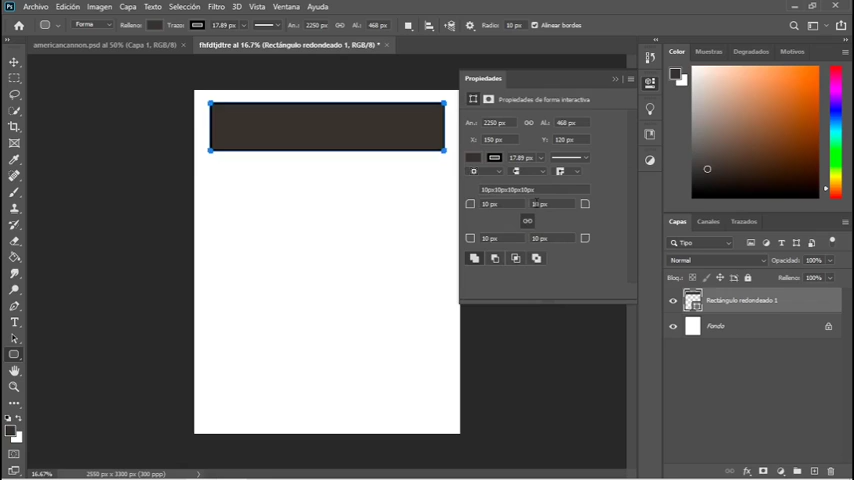 Ps Archivo Edición Imagen Capa Texto Selección Filtro 3D Vista Ventana Ayuda
Forma Relleno: Trazo: 17.89 px An.: 2250 px Al.: 468 px Radio: 10 px Alinear bordes
americancannon.psd al 50% (Capa 1, RGB/8) × fhfdtjdtre al 16.7% (Rectángulo redondeado 1, RGB/8) * ×
Propiedades
Propiedades de forma interactiva
An.: 2250 px Al.: 468 px
X: 150 px Y: 120 px
17.89 px
10px10px10px10px
10 px 10 px
10 px 10 px
Color Muestras Degradados Motivos
Capas Canales Trazados
Tipo
Normal Opacidad: 100%
Bloq.: Relleno: 100%
Rectángulo redondeado 1
Fondo
fx
16.67% 2550 px x 3300 px (300 ppp)